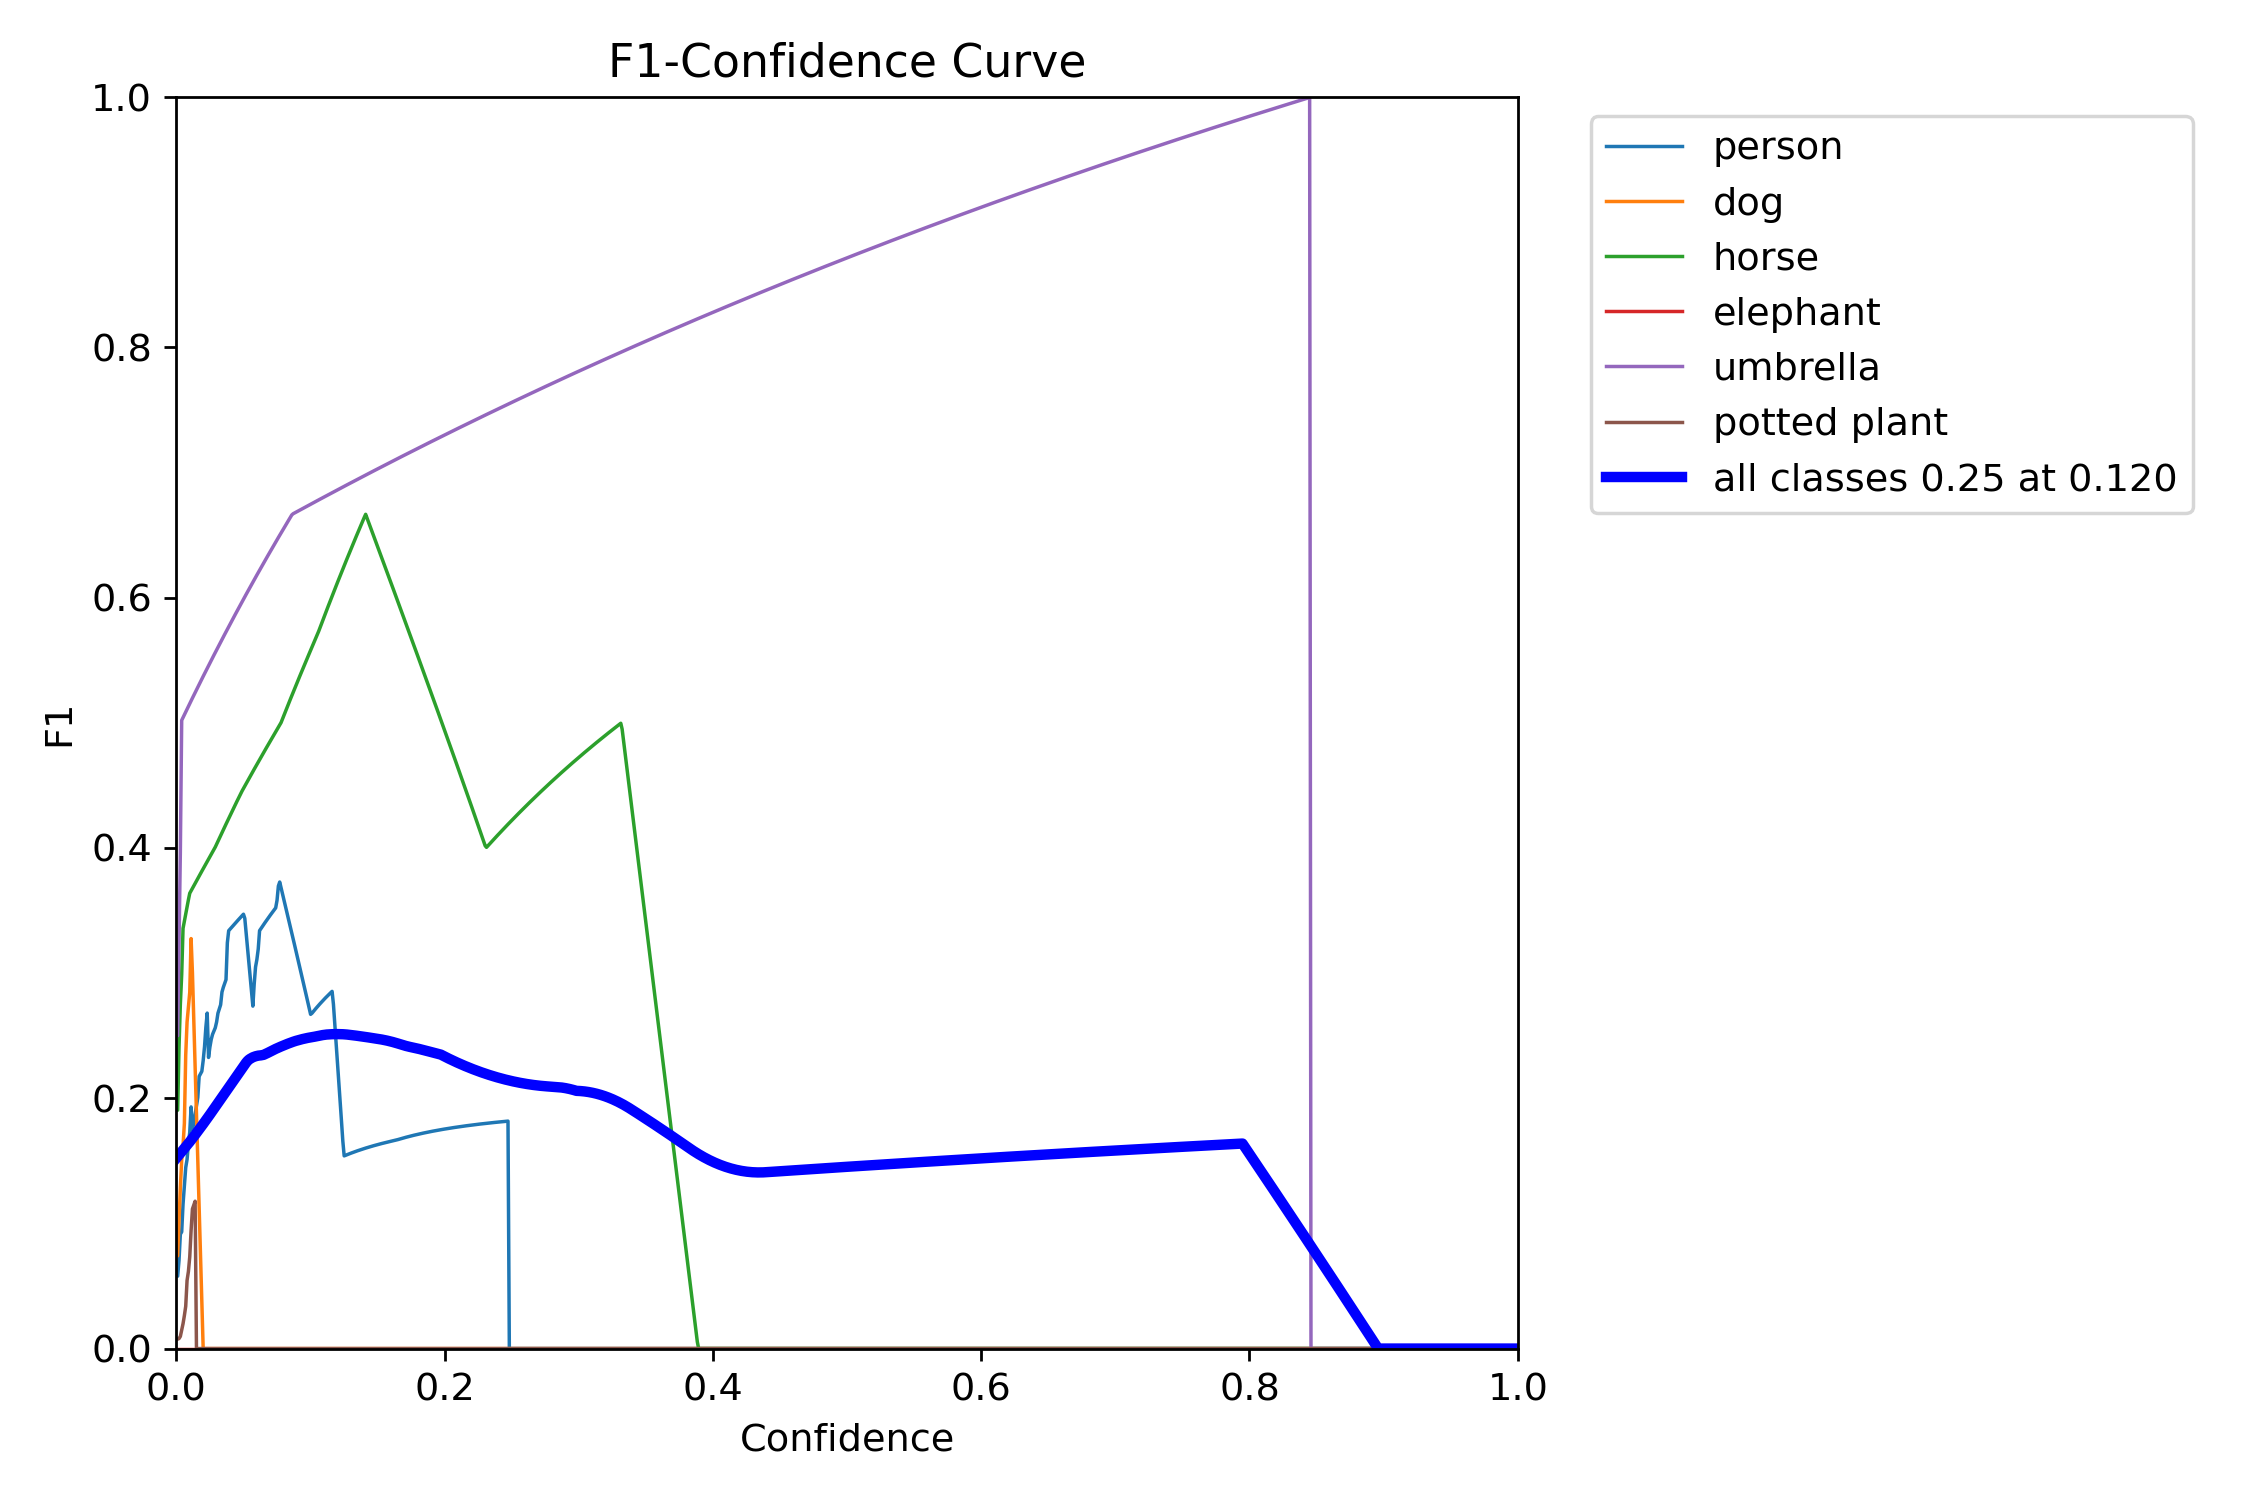 F1-Confidence Curve
1.0
0.8
0.6
0.4
0.2
0.0
F1
0.0 0.2 0.4 0.6 0.8 1.0
Confidence
person
dog
horse
elephant
umbrella
potted plant
all classes 0.25 at 0.120